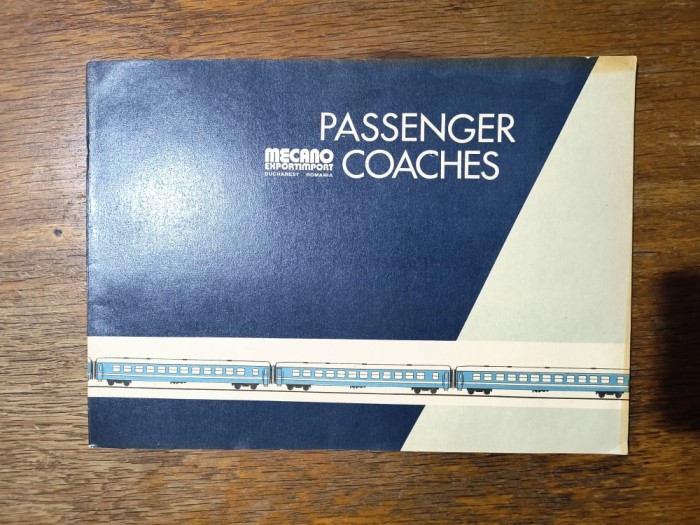 PASSENGER
COACHES
MECANO
EXPORTIMPORT
BUCHAREST ROMANIA